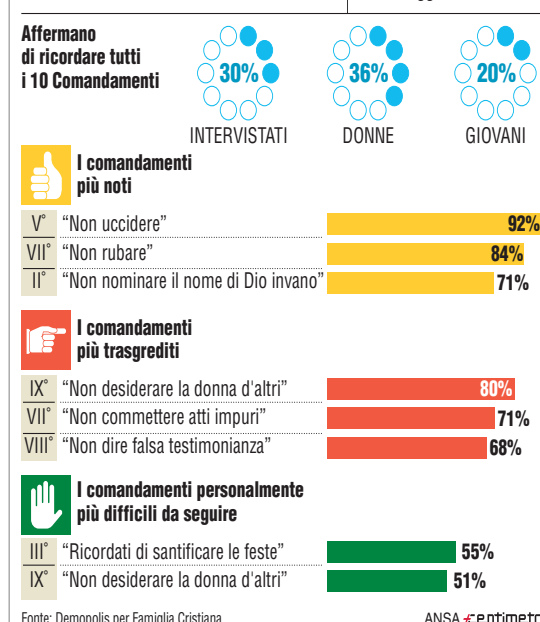 Affermano
di ricordare tutti
i 10 Comandamenti
30%
36%
20%
INTERVISTATI
DONNE
GIOVANI
I comandamenti
più noti
V° “Non uccidere” 92%
VII° “Non rubare” 84%
II° “Non nominare il nome di Dio invano” 71%
I comandamenti
più trasgrediti
IX° “Non desiderare la donna d'altri” 80%
VII° “Non commettere atti impuri” 71%
VIII° “Non dire falsa testimonianza” 68%
I comandamenti personalmente
più difficili da seguire
III° “Ricordati di santificare le feste” 55%
IX° “Non desiderare la donna d'altri” 51%
Fonte: Demopolis per Famiglia Cristiana
ANSA centimetr